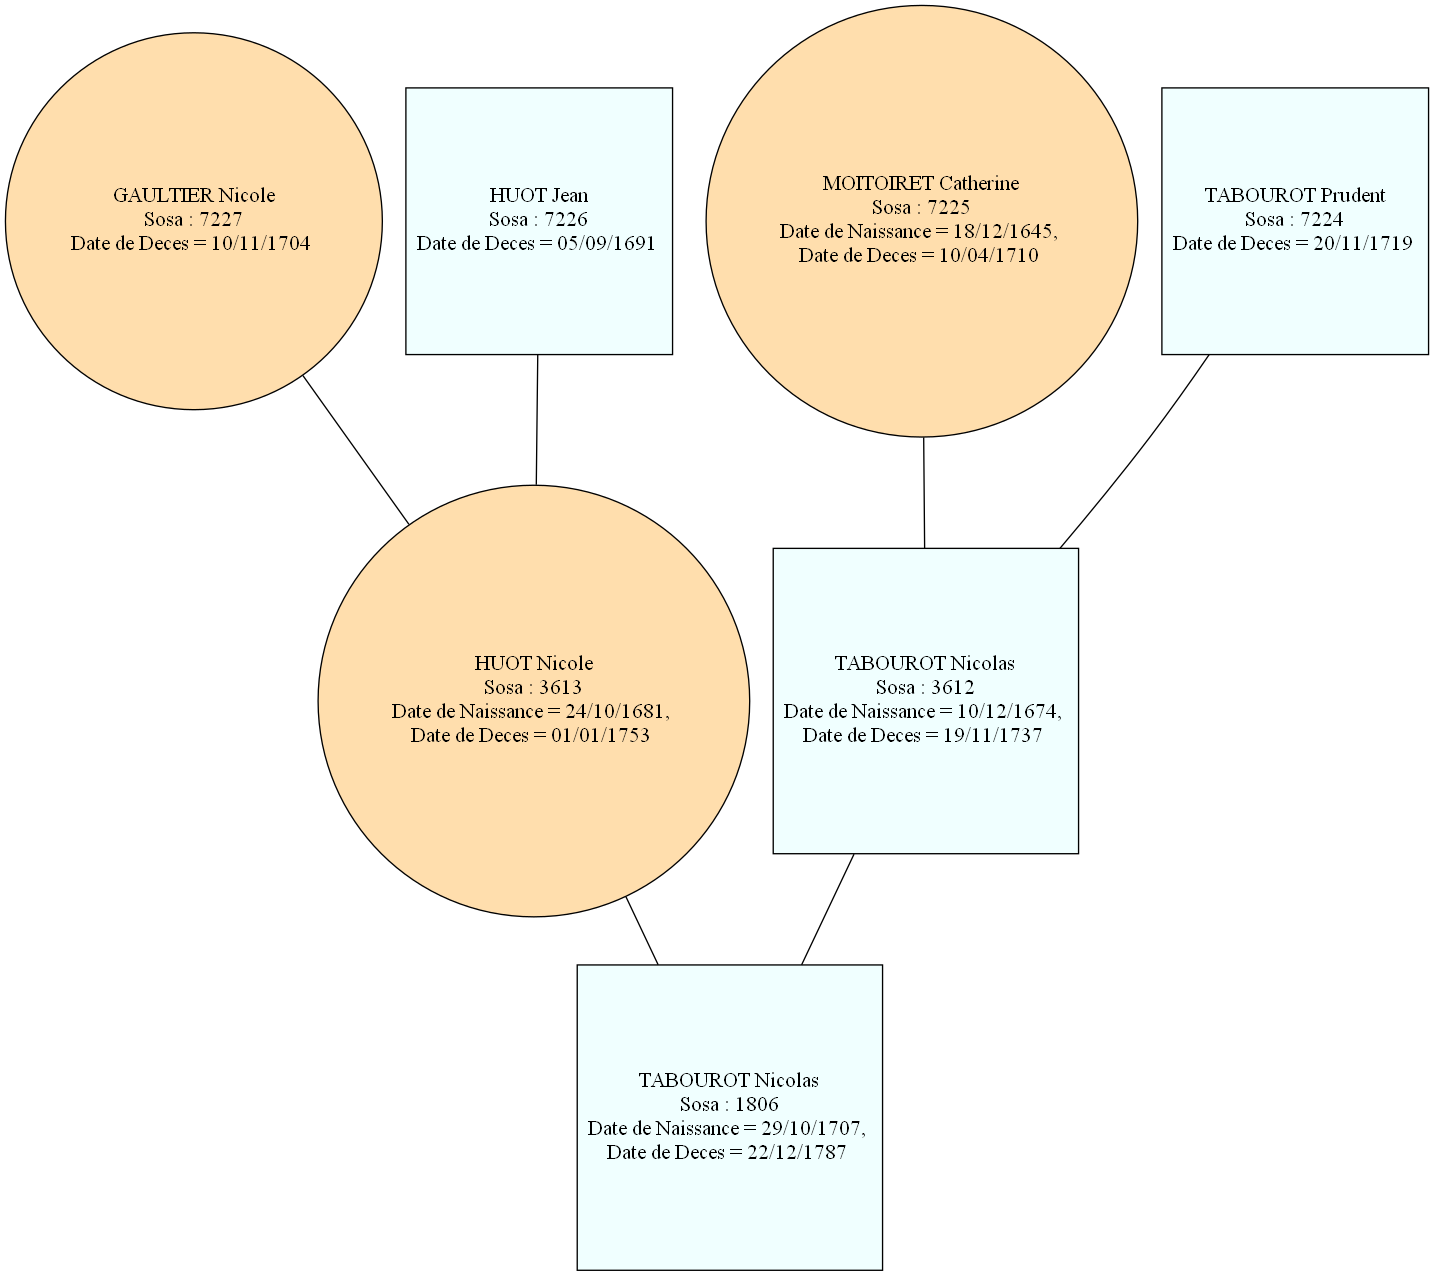 GAULTIER Nicole
Sosa : 7227
Date de Deces = 10/11/1704
HUOT Jean
Sosa : 7226
Date de Deces = 05/09/1691
MOITOIRET Catherine
Sosa : 7225
Date de Naissance = 18/12/1645,
Date de Deces = 10/04/1710
TABOUROT Prudent
Sosa : 7224
Date de Deces = 20/11/1719
HUOT Nicole
Sosa : 3613
Date de Naissance = 24/10/1681,
Date de Deces = 01/01/1753
TABOUROT Nicolas
Sosa : 3612
Date de Naissance = 10/12/1674,
Date de Deces = 19/11/1737
TABOUROT Nicolas
Sosa : 1806
Date de Naissance = 29/10/1707,
Date de Deces = 22/12/1787